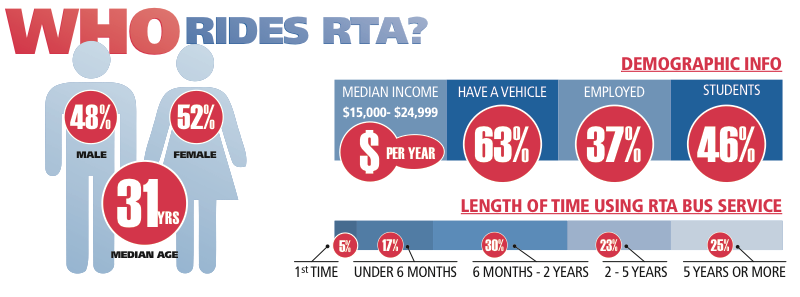 WHO RIDES RTA?
48%
MALE
52%
FEMALE
31 YRS
MEDIAN AGE
DEMOGRAPHIC INFO
MEDIAN INCOME
$15,000- $24,999
$ PER YEAR
HAVE A VEHICLE
63%
EMPLOYED
37%
STUDENTS
46%
LENGTH OF TIME USING RTA BUS SERVICE
5%
17%
30%
23%
25%
1st TIME
UNDER 6 MONTHS
6 MONTHS - 2 YEARS
2 - 5 YEARS
5 YEARS OR MORE